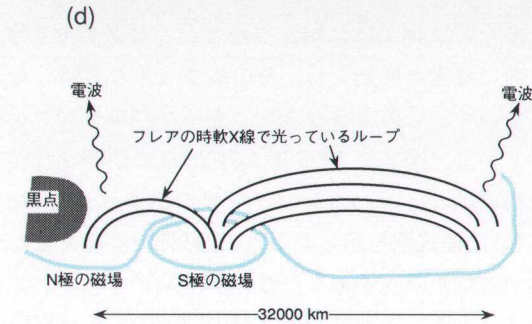 (d)
電波
電波
フレアの時軟X線で光っているループ
黒点
N極の磁場
S極の磁場
32000 km